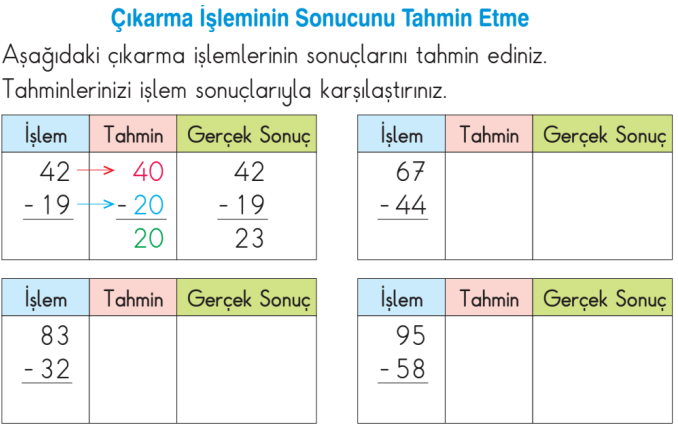 Çıkarma İşleminin Sonucunu Tahmin Etme
Aşağıdaki çıkarma işlemlerinin sonuçlarını tahmin ediniz.
Tahminlerinizi işlem sonuçlarıyla karşılaştırınız.
İşlem Tahmin Gerçek Sonuç
42 → 40 42
- 19 → - 20 - 19
20 23
İşlem Tahmin Gerçek Sonuç
67
- 44
İşlem Tahmin Gerçek Sonuç
83
- 32
İşlem Tahmin Gerçek Sonuç
95
- 58